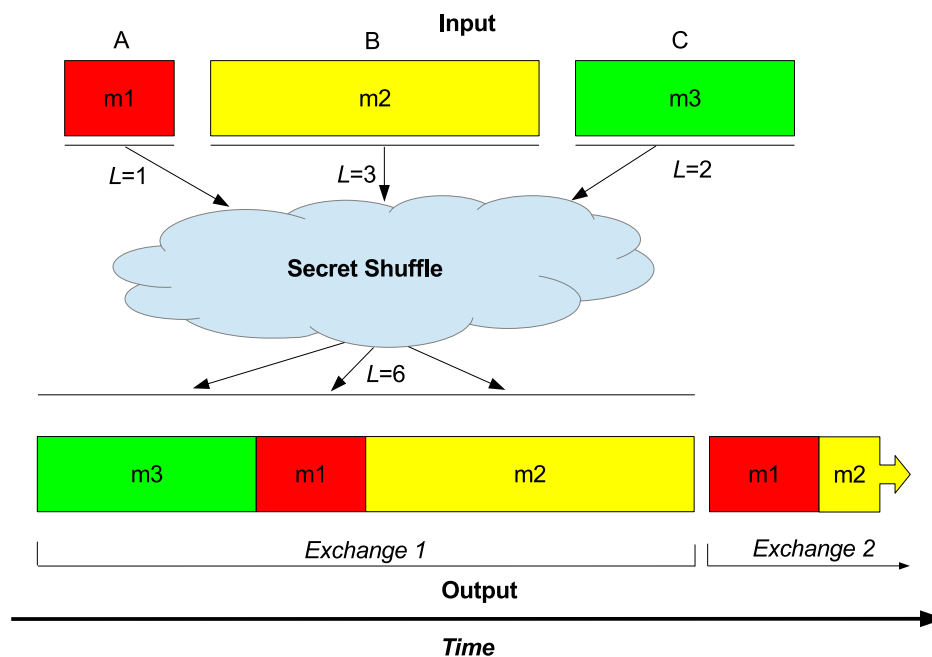 Input
A B C
m1 m2 m3
L=1 L=3 L=2
Secret Shuffle
L=6
m3 m1 m2 m1 m2
Exchange 1 Exchange 2
Output
Time